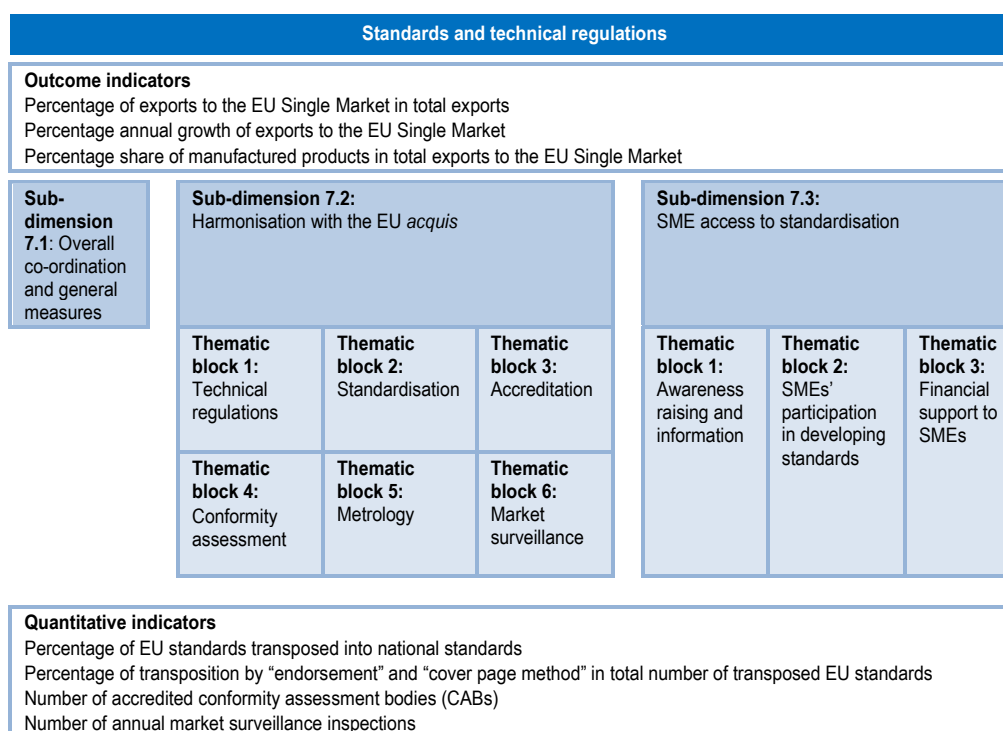 Standards and technical regulations
Outcome indicators
Percentage of exports to the EU Single Market in total exports
Percentage annual growth of exports to the EU Single Market
Percentage share of manufactured products in total exports to the EU Single Market
Sub-
dimension
7.1: Overall
co-ordination
and general
measures
Sub-dimension 7.2:
Harmonisation with the EU acquis
Thematic
block 1:
Technical
regulations
Thematic
block 2:
Standardisation
Thematic
block 3:
Accreditation
Thematic
block 4:
Conformity
assessment
Thematic
block 5:
Metrology
Thematic
block 6:
Market
surveillance
Sub-dimension 7.3:
SME access to standardisation
Thematic
block 1:
Awareness
raising and
information
Thematic
block 2:
SMEs’
participation
in developing
standards
Thematic
block 3:
Financial
support to
SMEs
Quantitative indicators
Percentage of EU standards transposed into national standards
Percentage of transposition by “endorsement” and “cover page method” in total number of transposed EU standards
Number of accredited conformity assessment bodies (CABs)
Number of annual market surveillance inspections